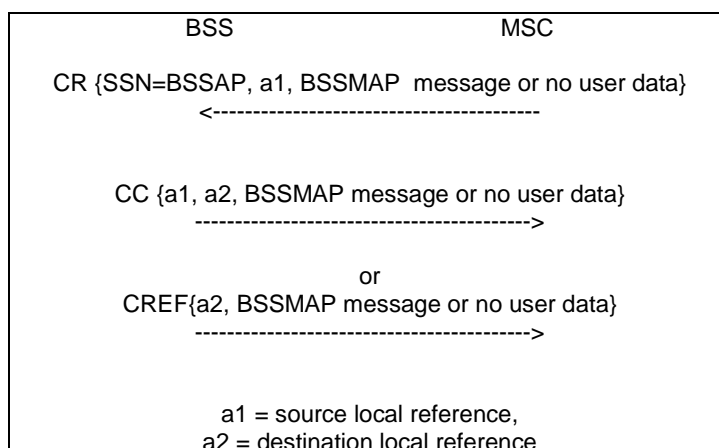 BSS MSC
CR {SSN=BSSAP, a1, BSSMAP message or no user data}
<-----------------------------------------
CC {a1, a2, BSSMAP message or no user data}
------------------------------------------>
or
CREF{a2, BSSMAP message or no user data}
------------------------------------------>
a1 = source local reference,
a2 = destination local reference